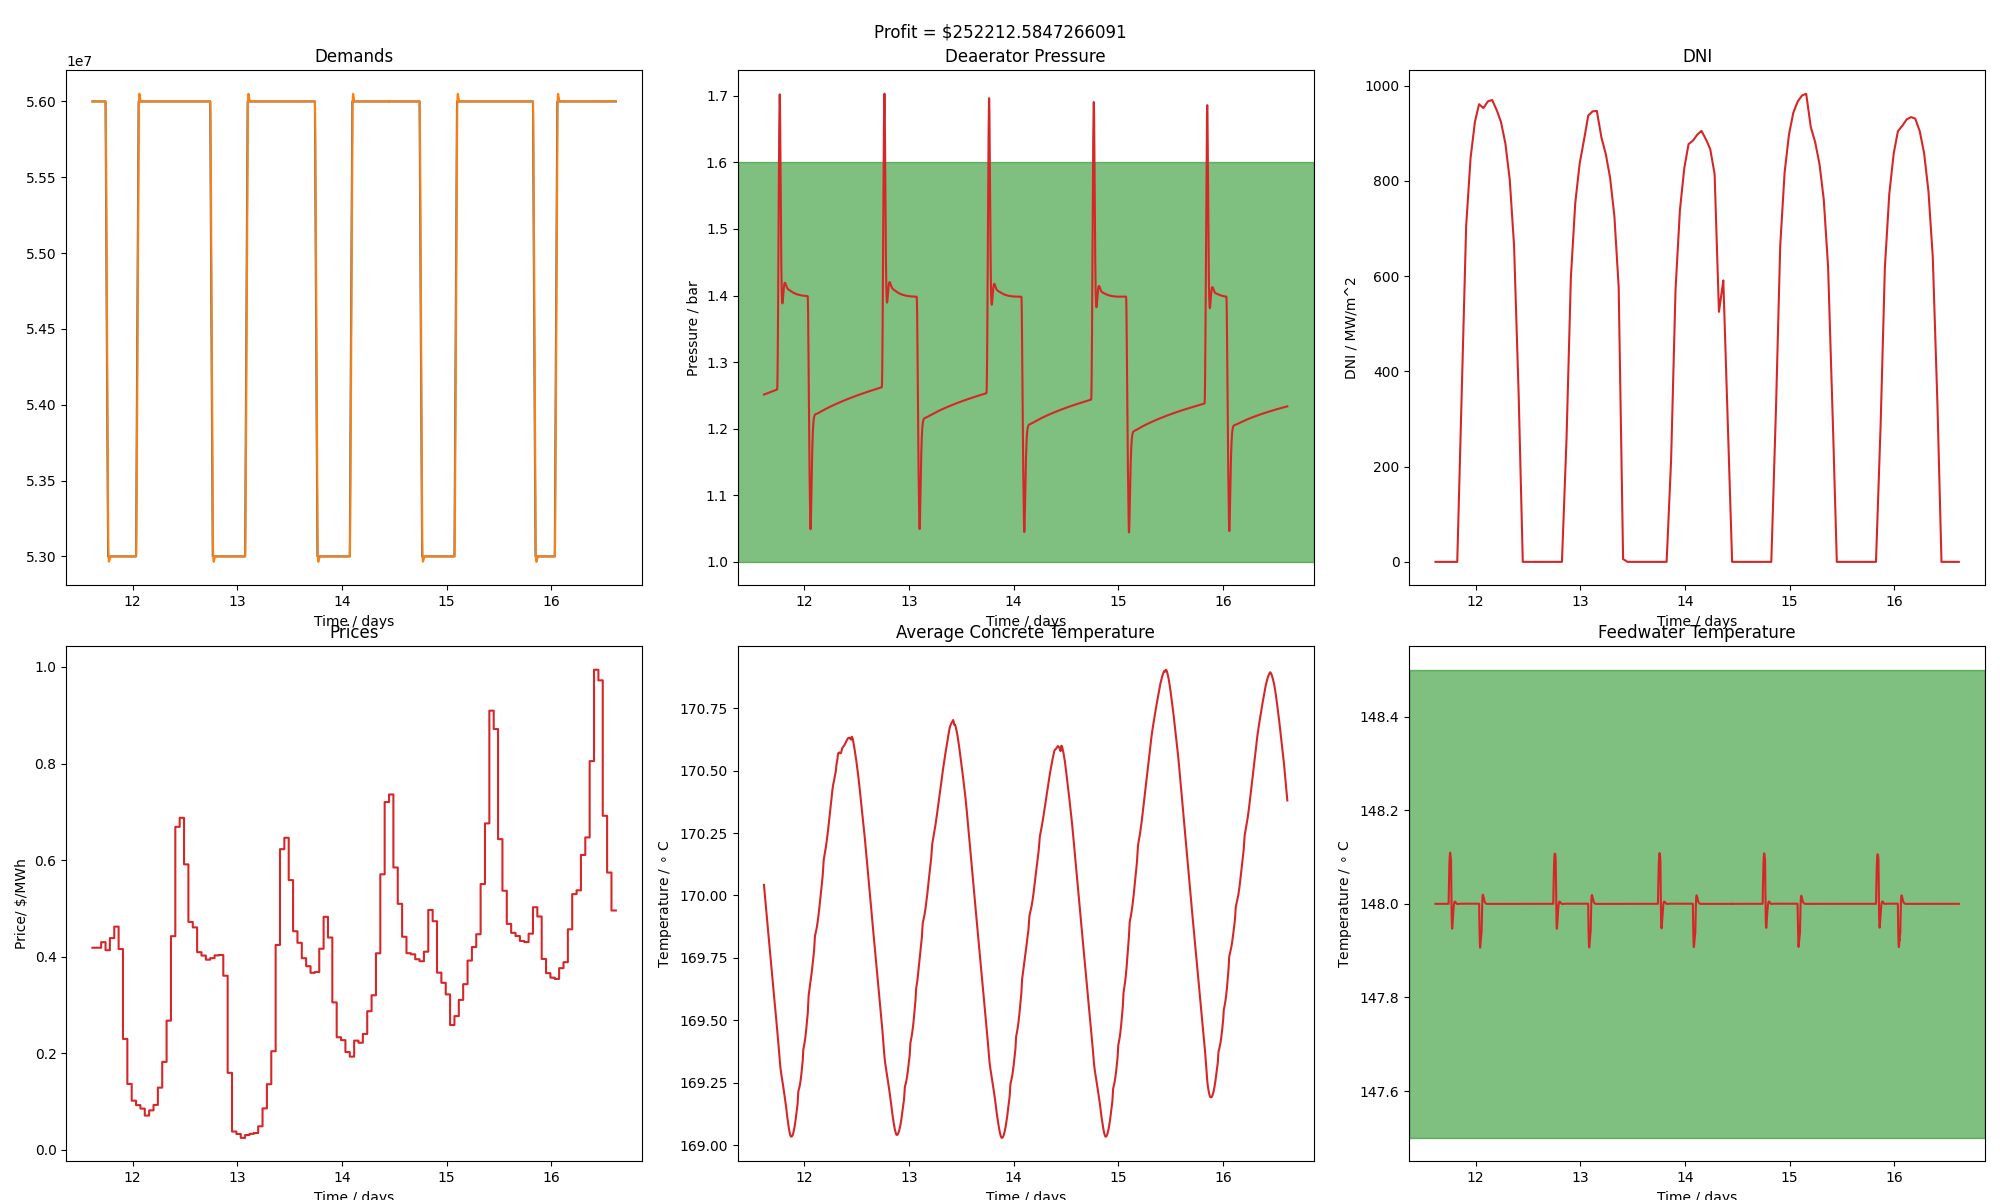 Profit = $252212.5847266091
Demands
1e7
5.60
5.55
5.50
5.45
5.40
5.35
5.30
12 13 14 15 16
Time / days
Deaerator Pressure
Pressure / bar
1.7
1.6
1.5
1.4
1.3
1.2
1.1
1.0
12 13 14 15 16
Time / days
DNI
DNI / MW/m^2
1000
800
600
400
200
0
12 13 14 15 16
Time / days
Prices
Price/ $/MWh
1.0
0.8
0.6
0.4
0.2
0.0
12 13 14 15 16
Time / days
Average Concrete Temperature
Temperature / ∘ C
170.75
170.50
170.25
170.00
169.75
169.50
169.25
169.00
12 13 14 15 16
Time / days
Feedwater Temperature
Temperature / ∘ C
148.4
148.2
148.0
147.8
147.6
12 13 14 15 16
Time / days